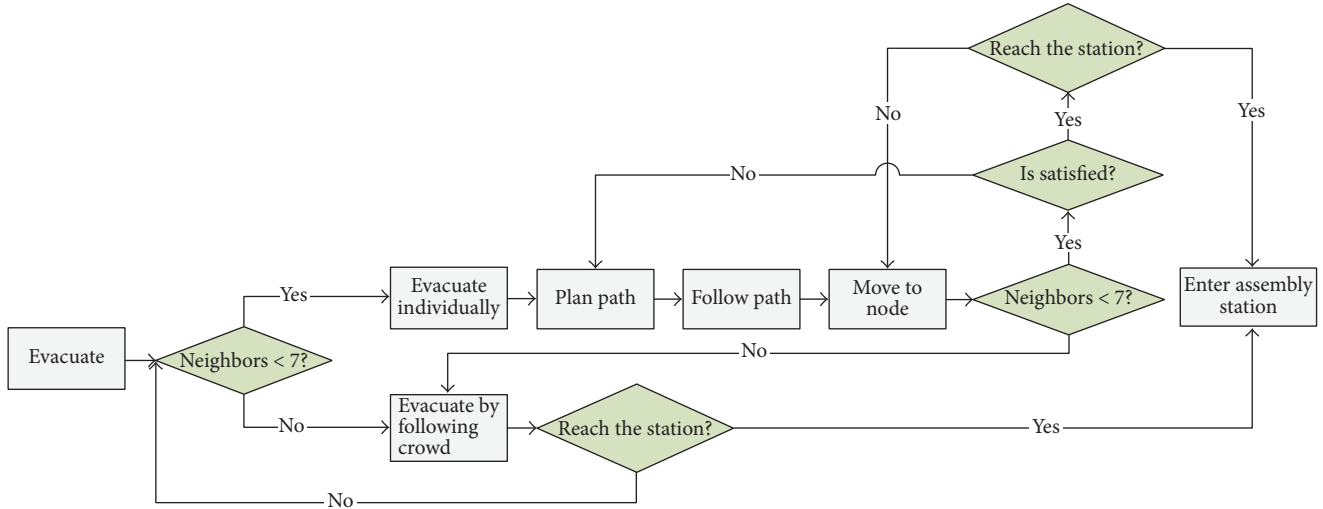 Reach the station?
No
Yes
Yes
No
Is satisfied?
Yes
Yes
Evacuate
individually
Plan path
Follow path
Move to
node
Neighbors < 7?
Enter assembly
station
Evacuate
Neighbors < 7?
No
No
Evacuate by
following
crowd
Reach the station?
Yes
No